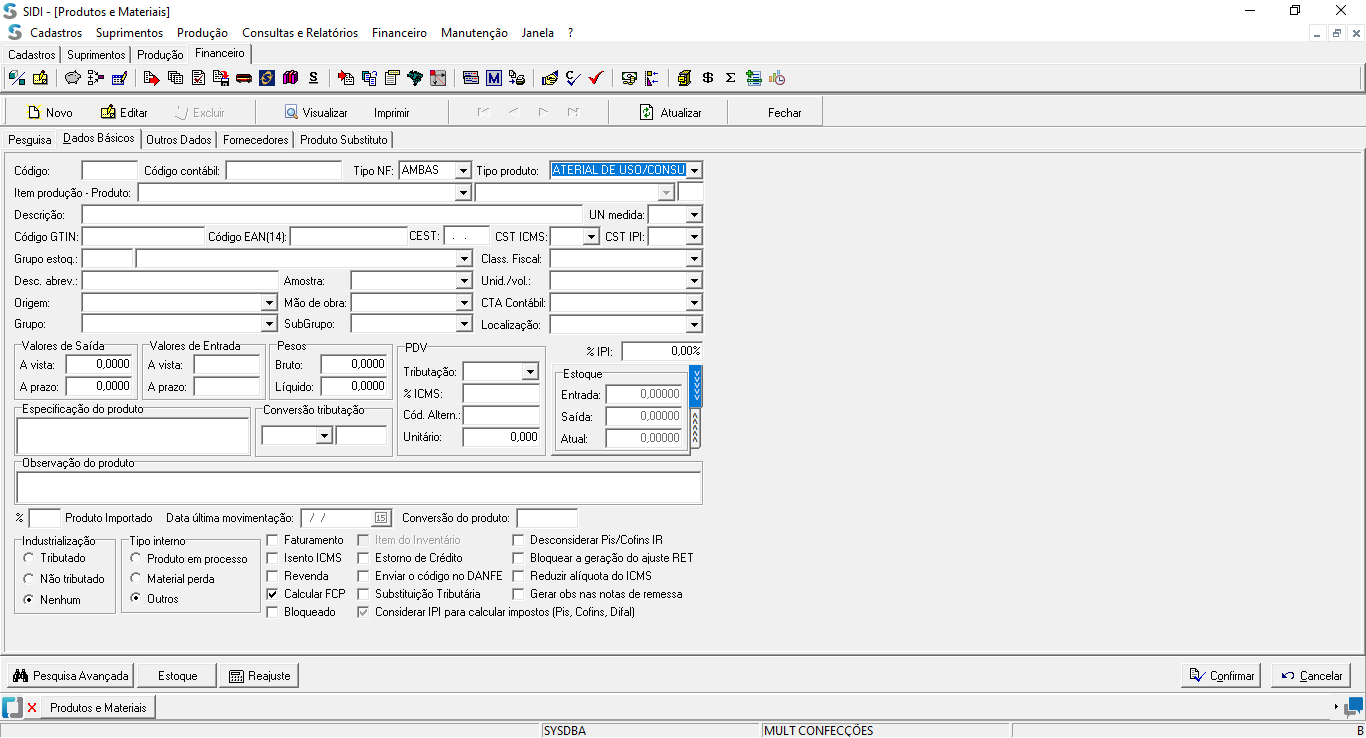 SIDI - [Produtos e Materiais]
Cadastros Suprimentos Produção Consultas e Relatórios Financeiro Manutenção Janela ?
Cadastros Suprimentos Produção Financeiro
Novo Editar Excluir Visualizar Imprimir Atualizar Fechar
Pesquisa Dados Básicos Outros Dados Fornecedores Produto Substituto
Código: Código contábil: Tipo NF: AMBAS Tipo produto: ATERIAL DE USO/CONSU
Item produção - Produto:
Descrição: UN medida:
Código GTIN: Código EAN(14): CEST: . . CST ICMS: CST IPI:
Grupo estoq.: Class. Fiscal:
Desc. abrev.: Amostra: Unid./vol.:
Origem: Mão de obra: CTA Contábil:
Grupo: SubGrupo: Localização:
Valores de Saída Valores de Entrada Pesos PDV % IPI: 0,00%
A vista: 0,0000 A vista: Bruto: 0,0000 Tributação: Estoque
A prazo: 0,0000 A prazo: Líquido: 0,0000 % ICMS: Entrada: 0,00000
Especificação do produto Conversão tributação Cód. Altern.: Saída: 0,00000
Unitário: 0,000 Atual: 0,00000
Observação do produto
% Produto Importado Data última movimentação: / / 15 Conversão do produto:
Industrialização Tipo interno Faturamento Item do Inventário Desconsiderar Pis/Cofins IR
Tributado Produto em processo Isento ICMS Estorno de Crédito Bloquear a geração do ajuste RET
Não tributado Material perda Revenda Enviar o código no DANFE Reduzir alíquota do ICMS
Nenhum Outros Calcular FCP Substituição Tributária Gerar obs nas notas de remessa
Bloqueado Considerar IPI para calcular impostos (Pis, Cofins, Difal)
Pesquisa Avançada Estoque Reajuste Confirmar Cancelar
Produtos e Materiais
SYSDBA MULT CONFECÇÕES B